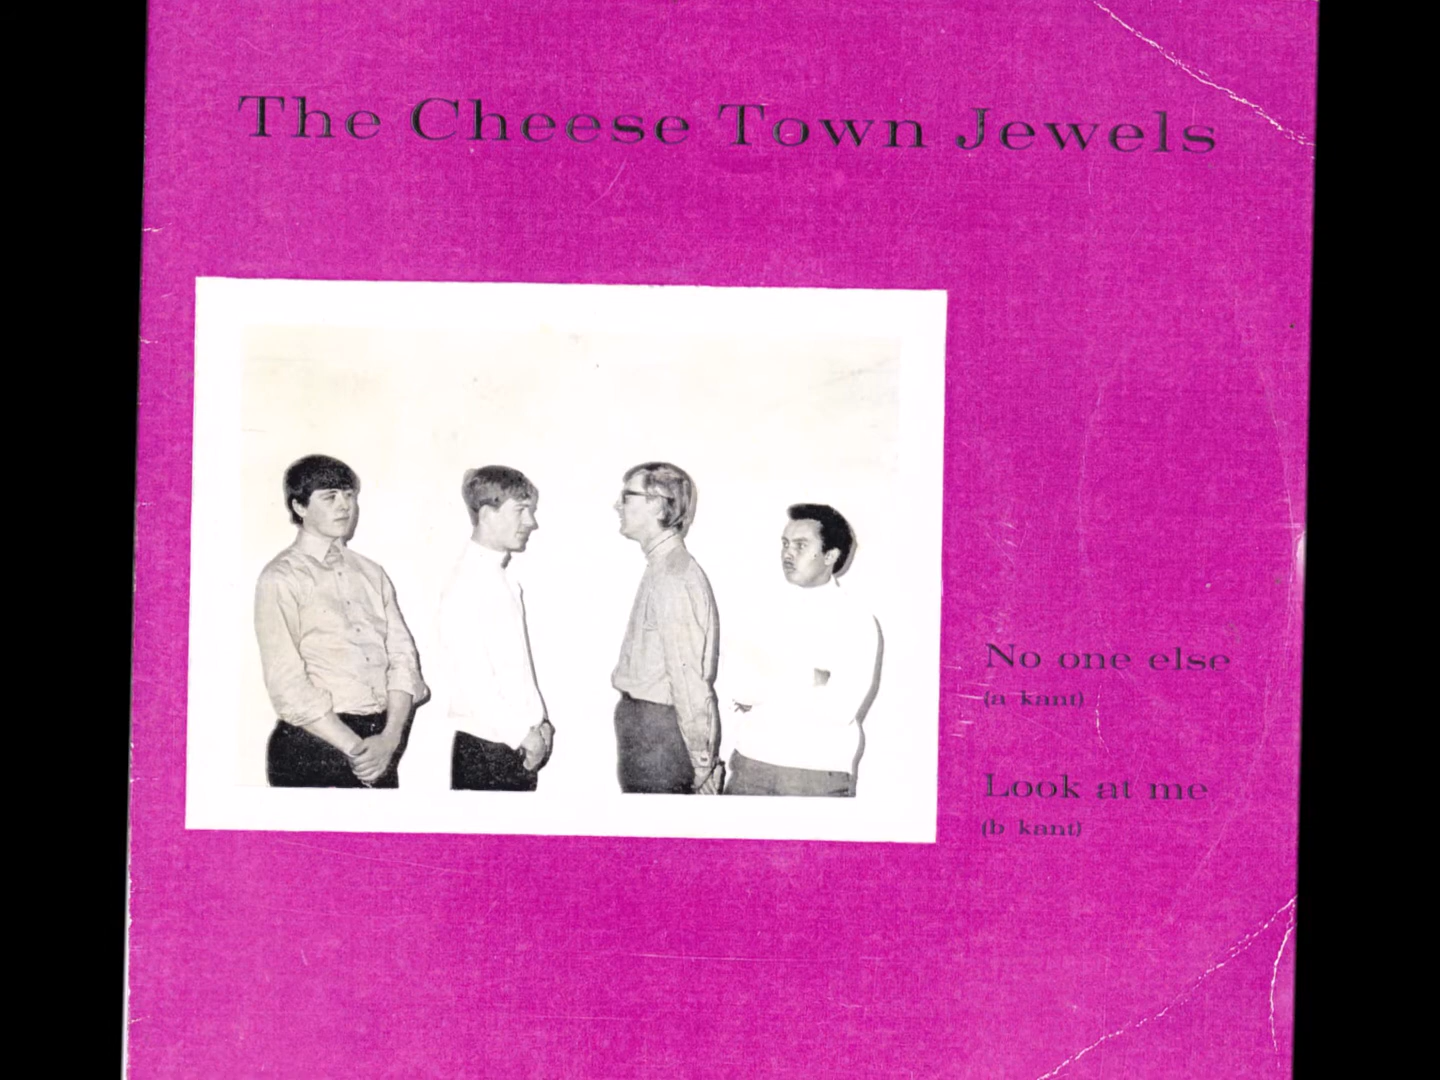 The Cheese Town Jewels
No one else
(a kant)
Look at me
(b kant)